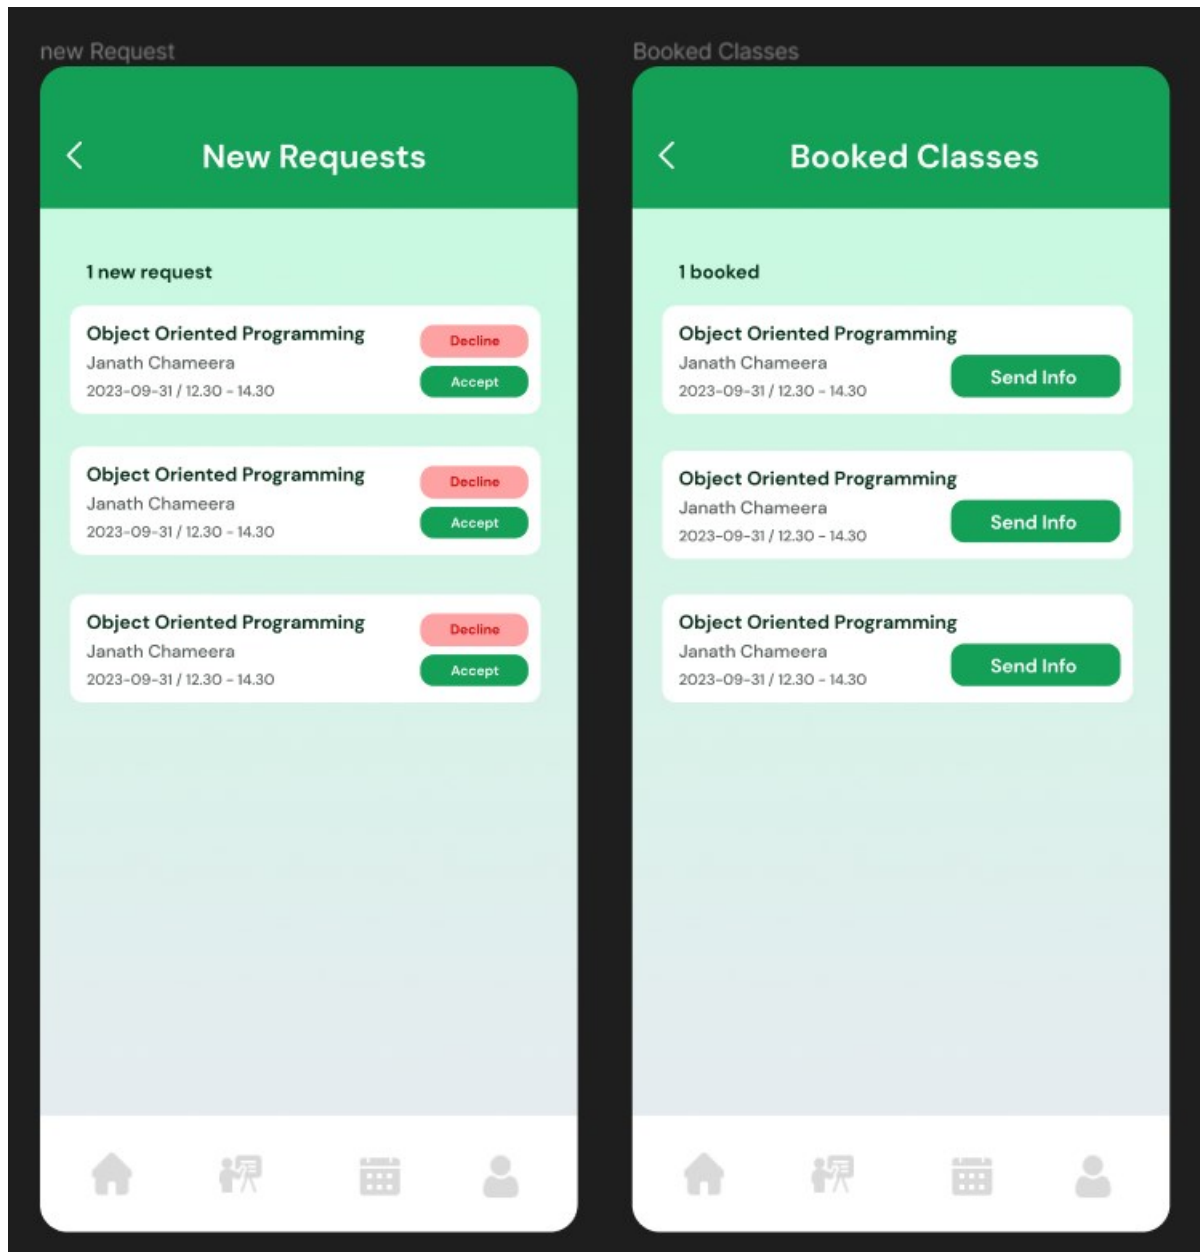 new Request
New Requests
1 new request
Object Oriented Programming
Janath Chameera
2023-09-31 / 12.30 - 14.30
Decline
Accept
Object Oriented Programming
Janath Chameera
2023-09-31 / 12.30 - 14.30
Decline
Accept
Object Oriented Programming
Janath Chameera
2023-09-31 / 12.30 - 14.30
Decline
Accept
Booked Classes
Booked Classes
1 booked
Object Oriented Programming
Janath Chameera
2023-09-31 / 12.30 - 14.30
Send Info
Object Oriented Programming
Janath Chameera
2023-09-31 / 12.30 - 14.30
Send Info
Object Oriented Programming
Janath Chameera
2023-09-31 / 12.30 - 14.30
Send Info